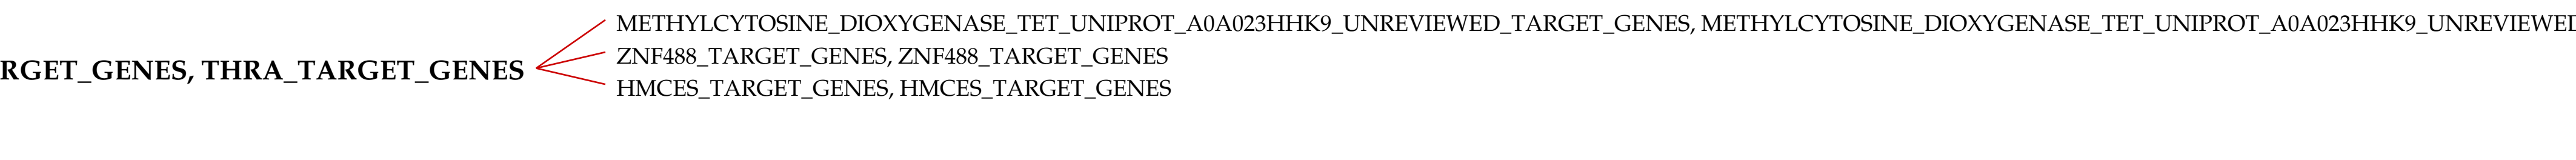 METHYLCYTOSINE_DIOXYGENASE_TET_UNIPROT_A0A023HHK9_UNREVIEWED_TARGET_GENES, METHYLCYTOSINE_DIOXYGENASE_TET_UNIPROT_A0A023HHK9_UNREVIEWED
ZNF488_TARGET_GENES, ZNF488_TARGET_GENES
RGET_GENES, THRA_TARGET_GENES
HMCES_TARGET_GENES, HMCES_TARGET_GENES